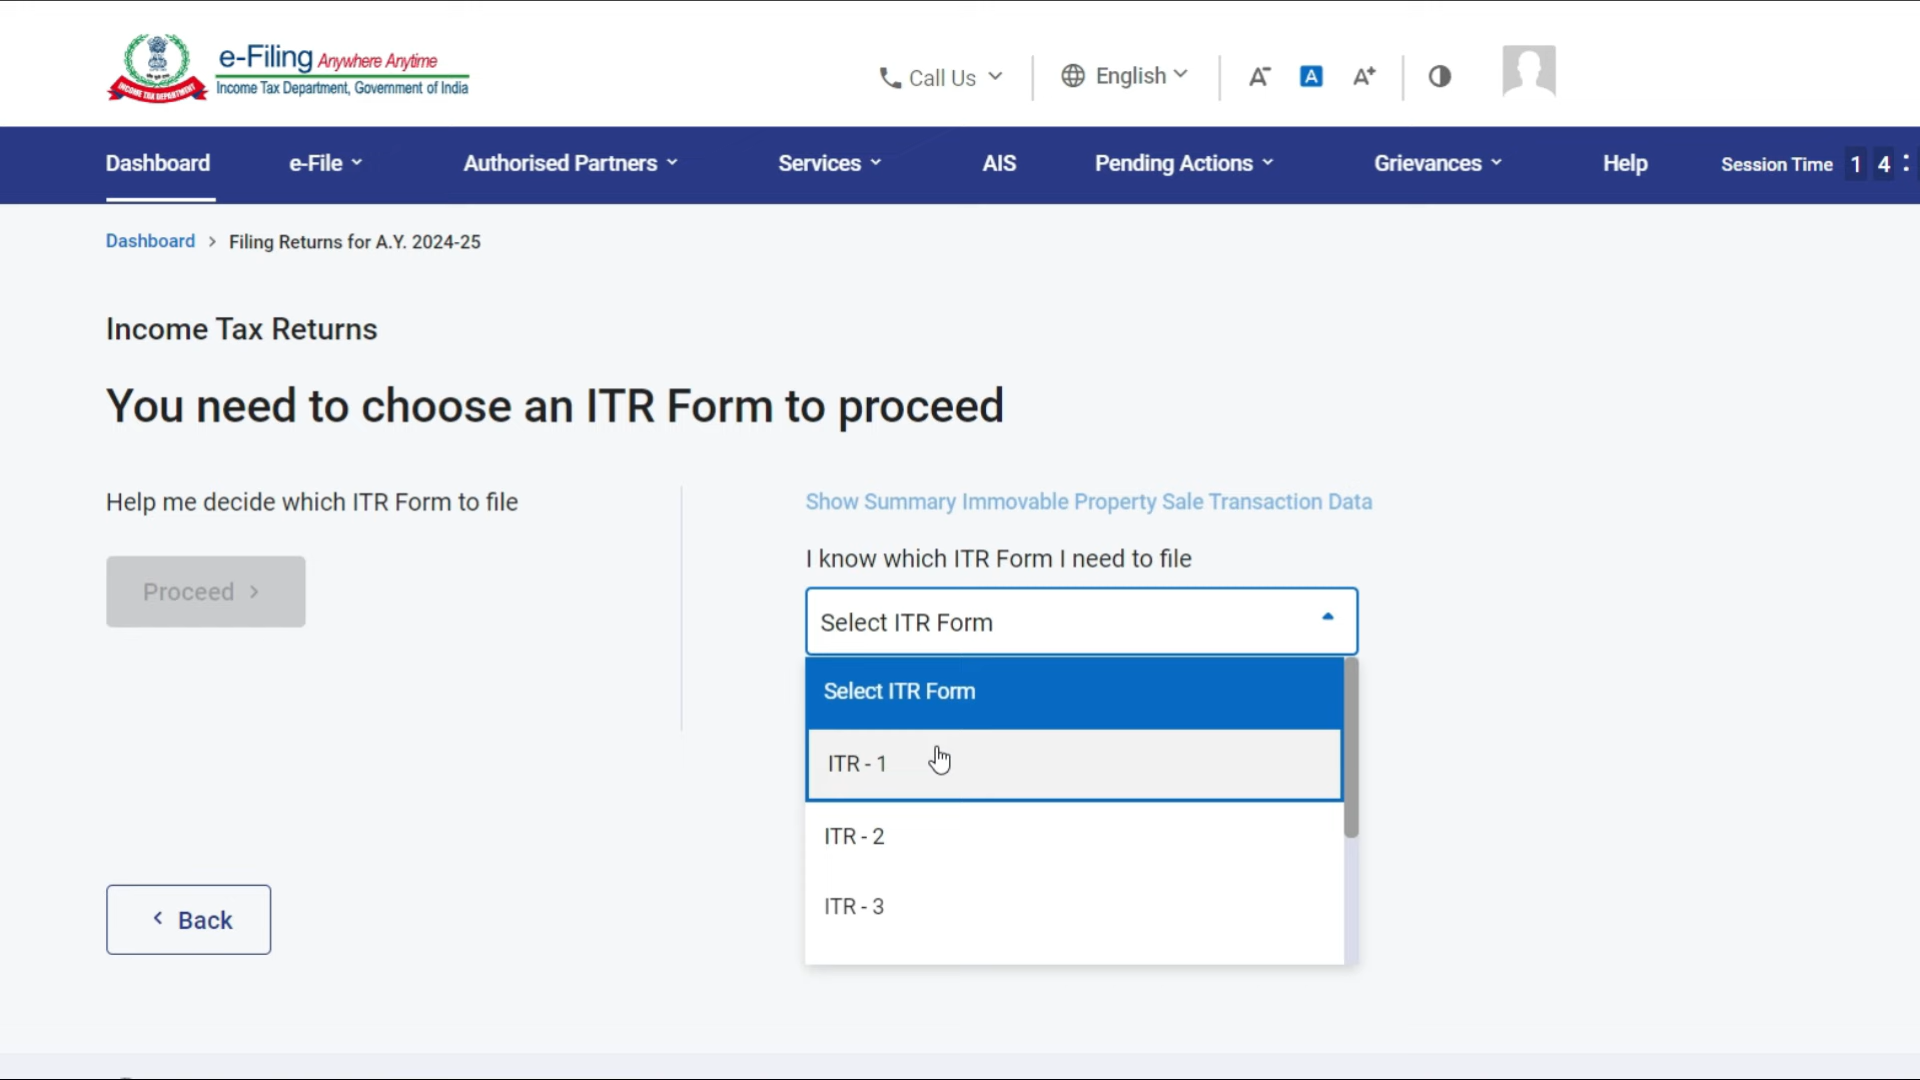 e-Filing Anywhere Anytime
Income Tax Department, Government of India
INCOME TAX DEPARTMENT
Call Us
English
A-
A
A+
Dashboard
e-File
Authorised Partners
Services
AIS
Pending Actions
Grievances
Help
Session Time 1 4 :
Dashboard > Filing Returns for A.Y. 2024-25
Income Tax Returns
You need to choose an ITR Form to proceed
Help me decide which ITR Form to file
Proceed >
Show Summary Immovable Property Sale Transaction Data
I know which ITR Form I need to file
Select ITR Form
Select ITR Form
ITR - 1
ITR - 2
ITR - 3
< Back